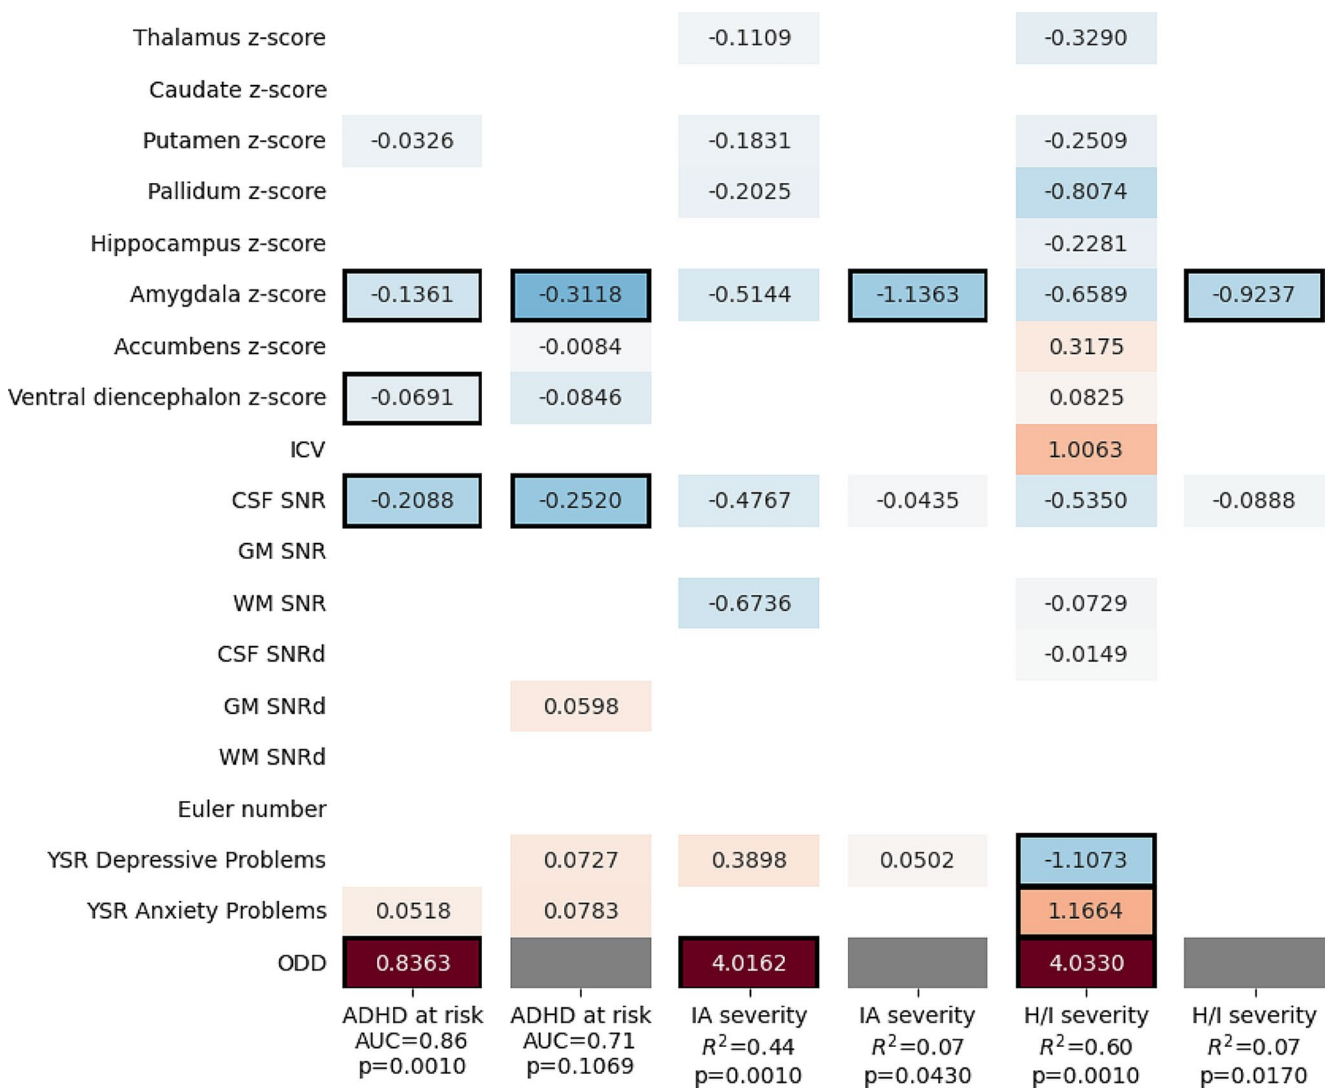 Thalamus z-score -0.1109 -0.3290
Caudate z-score
Putamen z-score -0.0326 -0.1831 -0.2509
Pallidum z-score -0.2025 -0.8074
Hippocampus z-score -0.2281
Amygdala z-score -0.1361 -0.3118 -0.5144 -1.1363 -0.6589 -0.9237
Accumbens z-score -0.0084 0.3175
Ventral diencephalon z-score -0.0691 -0.0846 0.0825
ICV 1.0063
CSF SNR -0.2088 -0.2520 -0.4767 -0.0435 -0.5350 -0.0888
GM SNR
WM SNR -0.6736 -0.0729
CSF SNRd -0.0149
GM SNRd 0.0598
WM SNRd
Euler number
YSR Depressive Problems 0.0727 0.3898 0.0502 -1.1073
YSR Anxiety Problems 0.0518 0.0783 1.1664
ODD 0.8363 4.0162 4.0330
ADHD at risk ADHD at risk IA severity IA severity H/I severity H/I severity
AUC=0.86 AUC=0.71 R²=0.44 R²=0.07 R²=0.60 R²=0.07
p=0.0010 p=0.1069 p=0.0010 p=0.0430 p=0.0010 p=0.0170